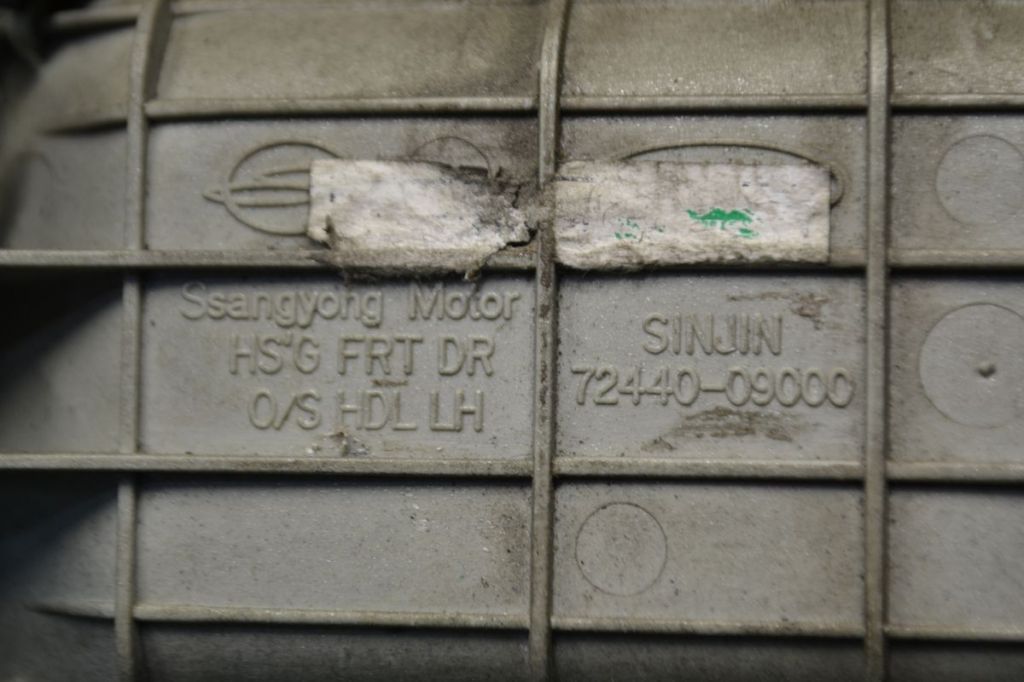 Ssangyong Motor
HS'G FRT DR
O/S HDL LH
SINJIN
72440-09000